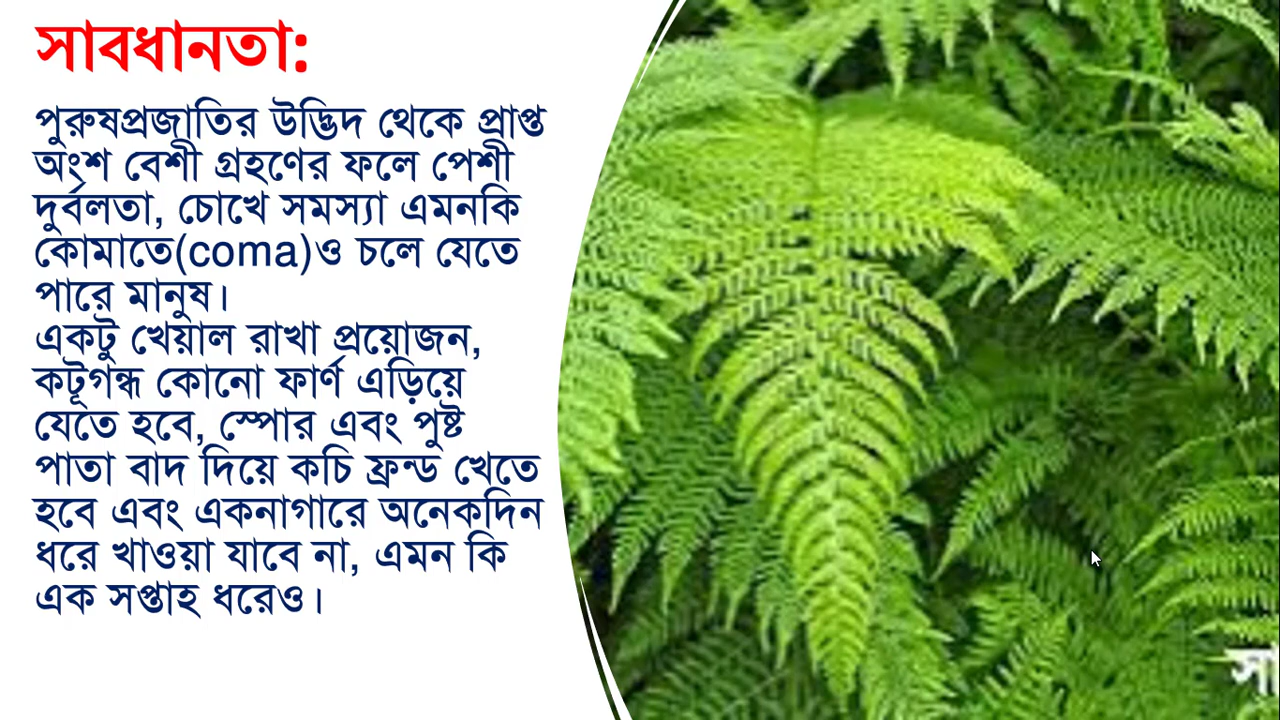 সাবধানতা:
পুরুষপ্রজাতির উদ্ভিদ থেকে প্রাপ্ত
অংশ বেশী গ্রহণের ফলে পেশী
দুর্বলতা, চোখে সমস্যা এমনকি
কোমাতে(coma)ও চলে যেতে
পারে মানুষ।
একটু খেয়াল রাখা প্রয়োজন,
কটূগন্ধ কোনো ফার্ণ এড়িয়ে
যেতে হবে, স্পোর এবং পুষ্ট
পাতা বাদ দিয়ে কচি ফ্রন্ড খেতে
হবে এবং একনাগারে অনেকদিন
ধরে খাওয়া যাবে না, এমন কি
এক সপ্তাহ ধরেও।